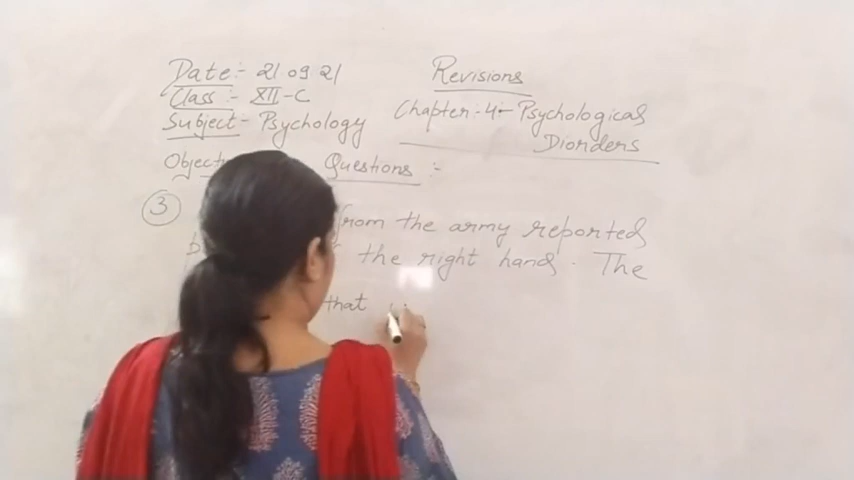 Date:- 21 09 21
Revisions
Class:- XII-C
Chapter:-4:- Psychological
Subject- Psychology
Diorders
Questions :-
3
from the army reported
the right hand. The
that